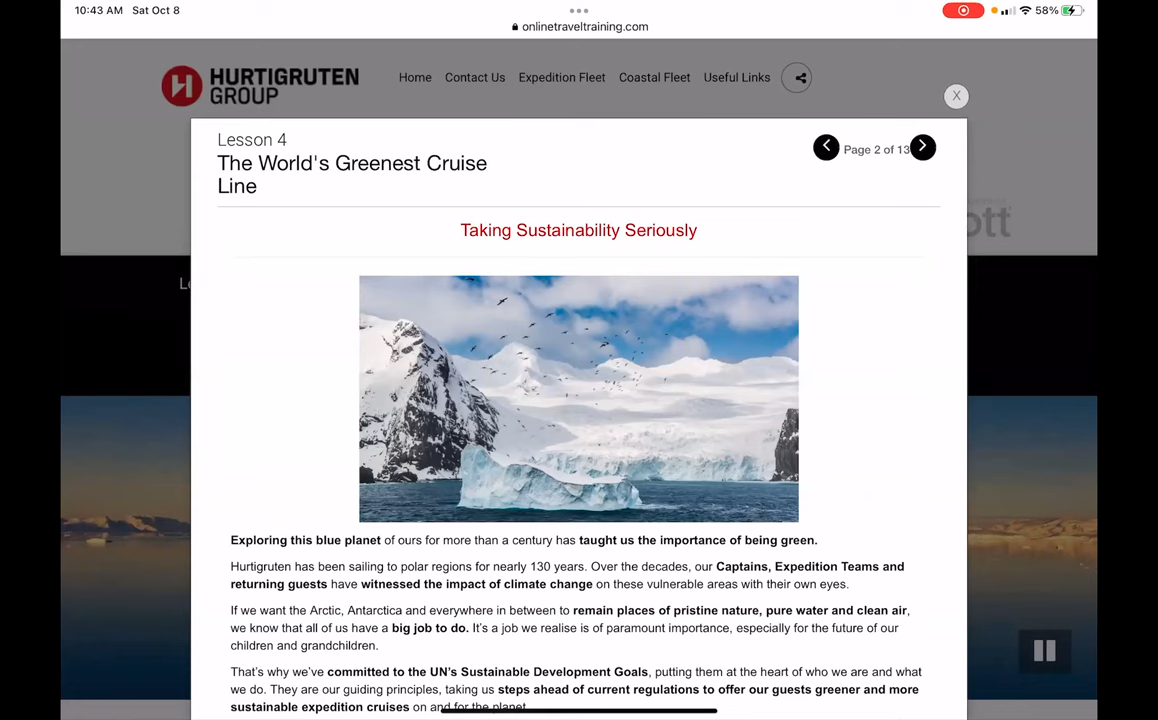 10:43 AM Sat Oct 8
58%
onlinetraveltraining.com
HURTIGRUTEN
GROUP
Home Contact Us Expedition Fleet Coastal Fleet Useful Links
X
Lesson 4
The World's Greenest Cruise
Line
Page 2 of 13
Taking Sustainability Seriously
Exploring this blue planet of ours for more than a century has taught us the importance of being green.
Hurtigruten has been sailing to polar regions for nearly 130 years. Over the decades, our Captains, Expedition Teams and
returning guests have witnessed the impact of climate change on these vulnerable areas with their own eyes.
If we want the Arctic, Antarctica and everywhere in between to remain places of pristine nature, pure water and clean air,
we know that all of us have a big job to do. It's a job we realise is of paramount importance, especially for the future of our
children and grandchildren.
That's why we've committed to the UN's Sustainable Development Goals, putting them at the heart of who we are and what
we do. They are our guiding principles, taking us steps ahead of current regulations to offer our guests greener and more
sustainable expedition cruises on and for the planet.